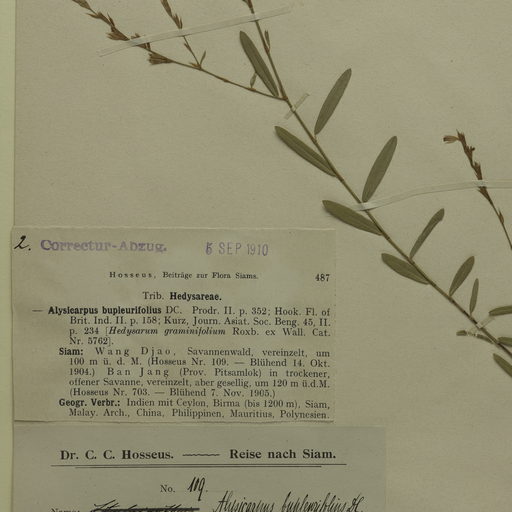 2. Correctur-Abzug. 5 SEP 1910
Hosseus, Beiträge zur Flora Siams. 487
Trib. Hedysareae.
— Alysicarpus bupleurifolius DC. Prodr. II. p. 352; Hook. Fl. of
Brit. Ind. II. p. 158; Kurz, Journ. Asiat. Soc. Beng. 45, II.
p. 234 [Hedysarum graminifolium Roxb. ex Wall. Cat.
Nr. 5762].
Siam: Wang Djao, Savannenwald, vereinzelt, um
100 m ü. d. M. (Hosseus Nr. 109. — Blühend 14. Okt.
1904.) Ban Jang (Prov. Pitsamlok) in trockener,
offener Savanne, vereinzelt, aber gesellig, um 120 m ü.d.M.
(Hosseus Nr. 703. — Blühend 7. Nov. 1905.)
Geogr. Verbr.: Indien mit Ceylon, Birma (bis 1200 m), Siam,
Malay. Arch., China, Philippinen, Mauritius, Polynesien.
Dr. C. C. Hosseus. — Reise nach Siam.
No. 119.
Name: Alysicarpus bupleurifolius DC.